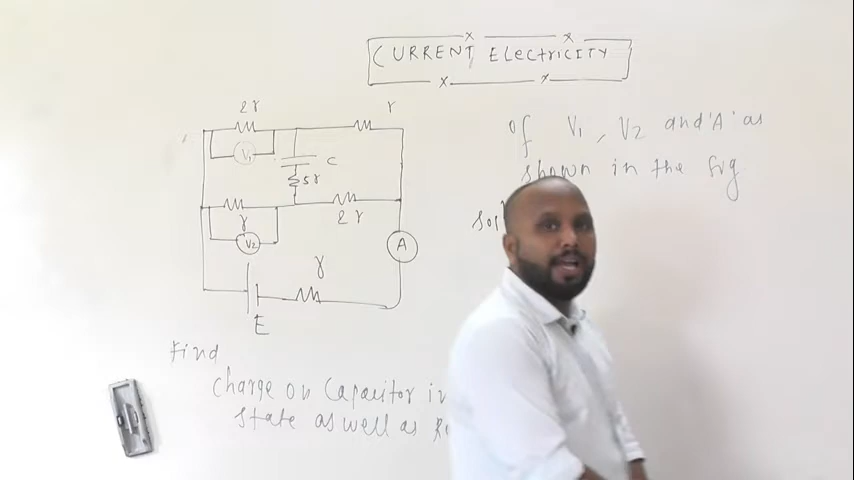 CURRENT, ElectricITY
2r
r
V1
C
5r
r
2r
V2
A
r
E
of V1, V2 and 'A' as
shown in the fig
sol
Find
Charge on Capacitor in
state as well as